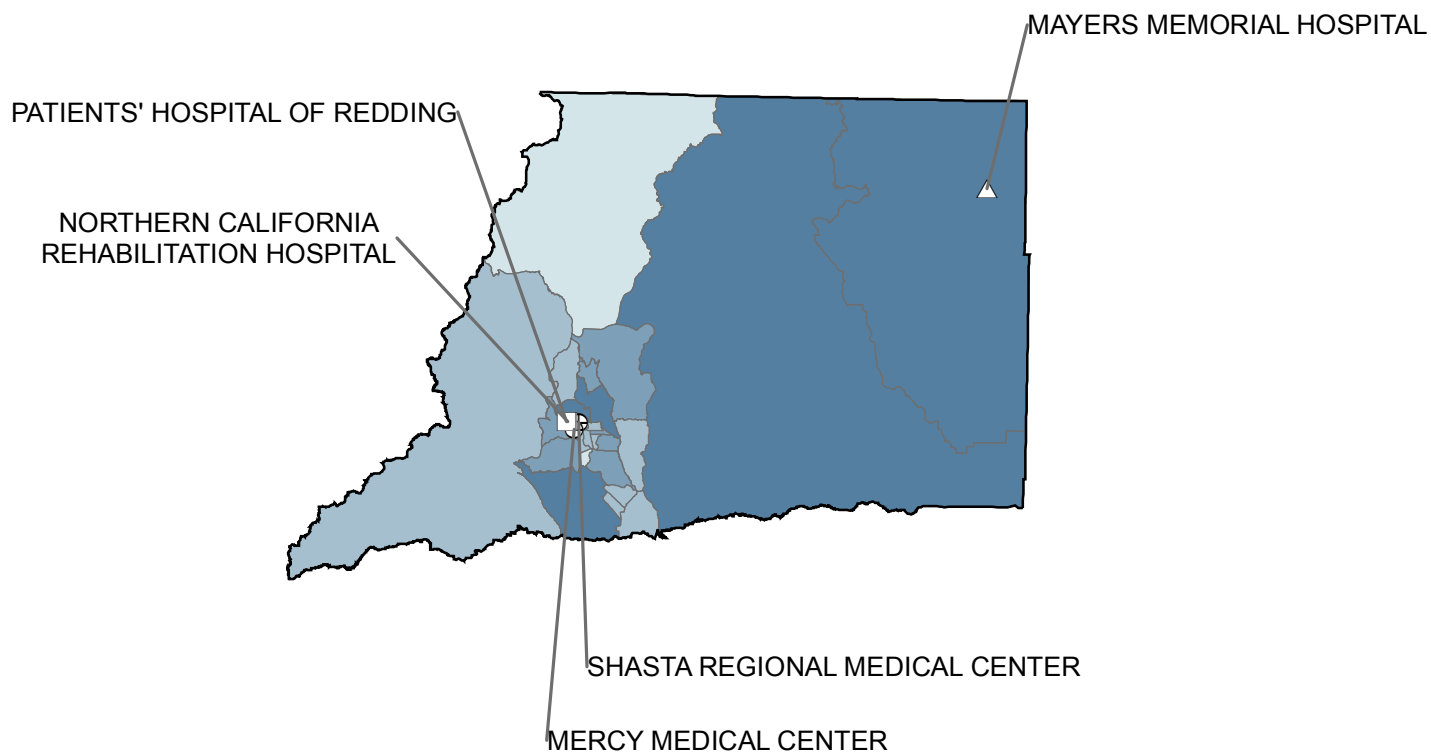 MAYERS MEMORIAL HOSPITAL
PATIENTS' HOSPITAL OF REDDING
NORTHERN CALIFORNIA
REHABILITATION HOSPITAL
SHASTA REGIONAL MEDICAL CENTER
MERCY MEDICAL CENTER